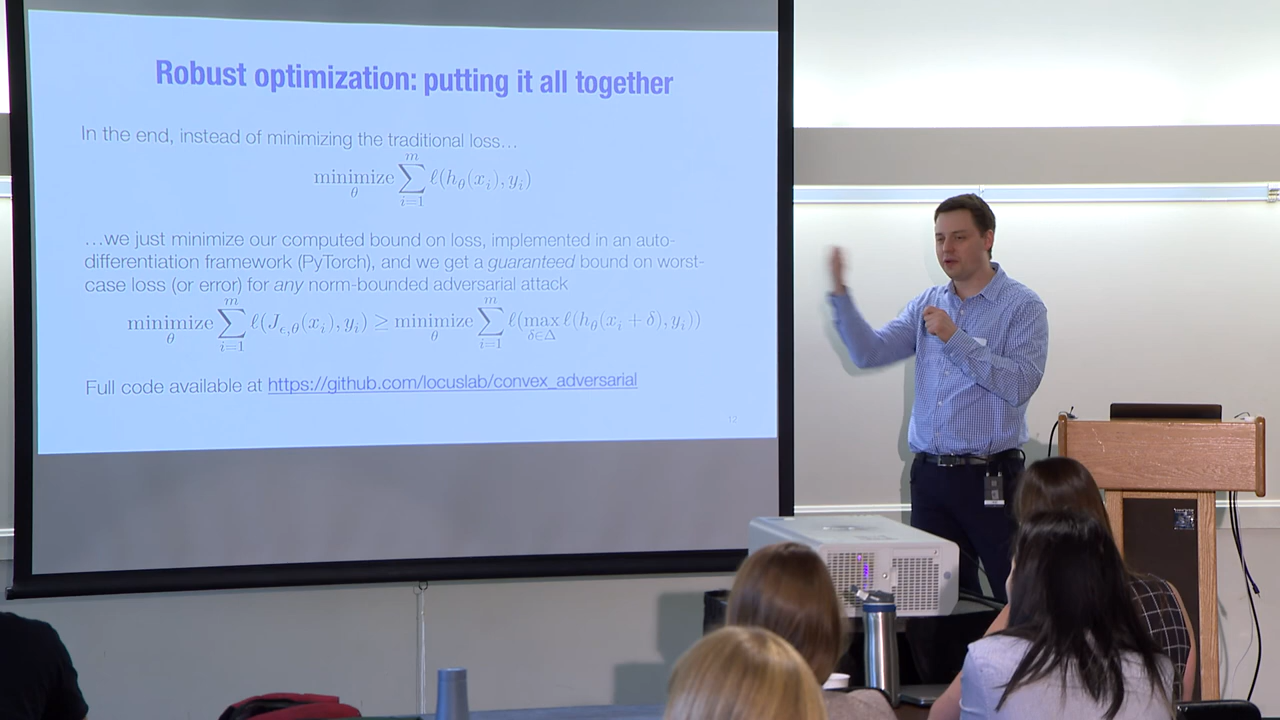 Robust optimization: putting it all together
In the end, instead of minimizing the traditional loss…
minimize_θ ∑_{i=1}^{m} ℓ(h_θ(x_i), y_i)
…we just minimize our computed bound on loss, implemented in an auto-
differentiation framework (PyTorch), and we get a guaranteed bound on worst-
case loss (or error) for any norm-bounded adversarial attack
minimize_θ ∑_{i=1}^{m} ℓ(J_{ϵ,θ}(x_i), y_i) ≥ minimize_θ ∑_{i=1}^{m} ℓ(max_{δ∈Δ} ℓ(h_θ(x_i + δ), y_i))
Full code available at https://github.com/locuslab/convex_adversarial
12